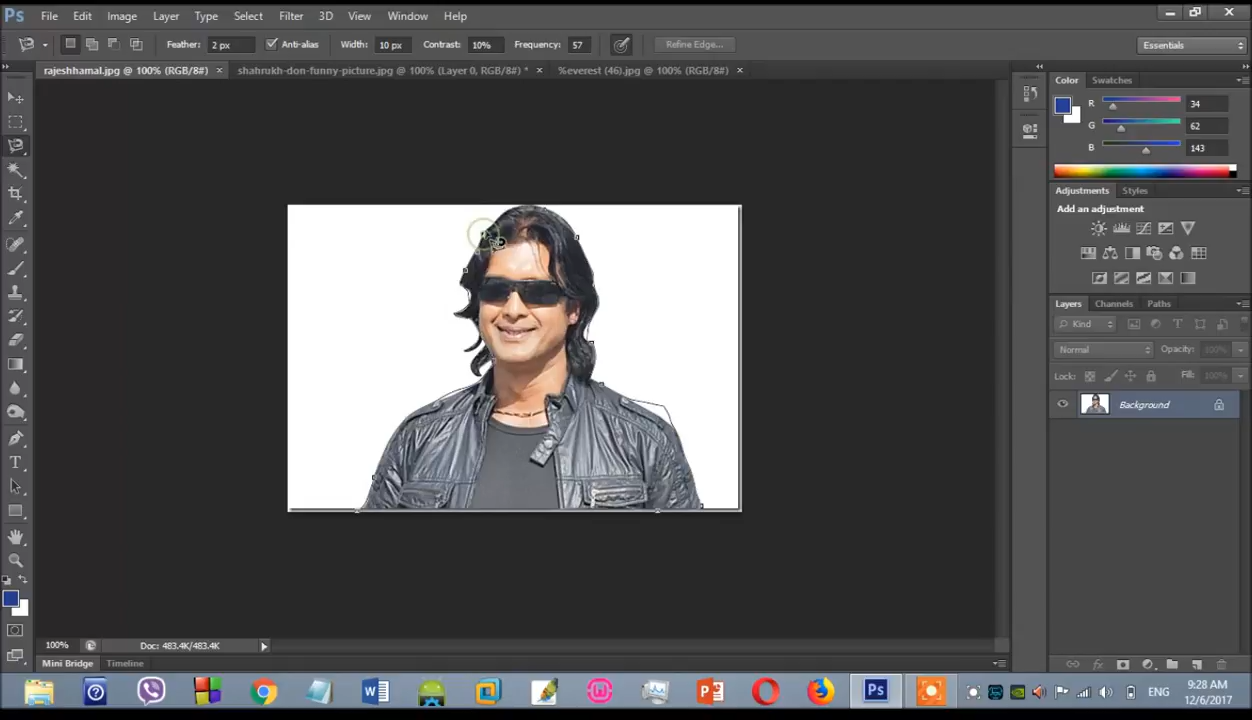 Ps File Edit Image Layer Type Select Filter 3D View Window Help
Feather: 2 px Anti-alias Width: 10 px Contrast: 10% Frequency: 57 Refine Edge... Essentials
rajeshhamal.jpg @ 100% (RGB/8#) × shahrukh-don-funny-picture.jpg @ 100% (Layer 0, RGB/8#) * × %everest (46).jpg @ 100% (RGB/8#) ×
Color Swatches
R 34
G 62
B 143
Adjustments Styles
Add an adjustment
Layers Channels Paths
Kind
Normal Opacity: 100%
Lock: Fill: 100%
Background
T
100% Doc: 483.4K/483.4K
Mini Bridge Timeline
Ps ENG 9:28 AM
12/6/2017